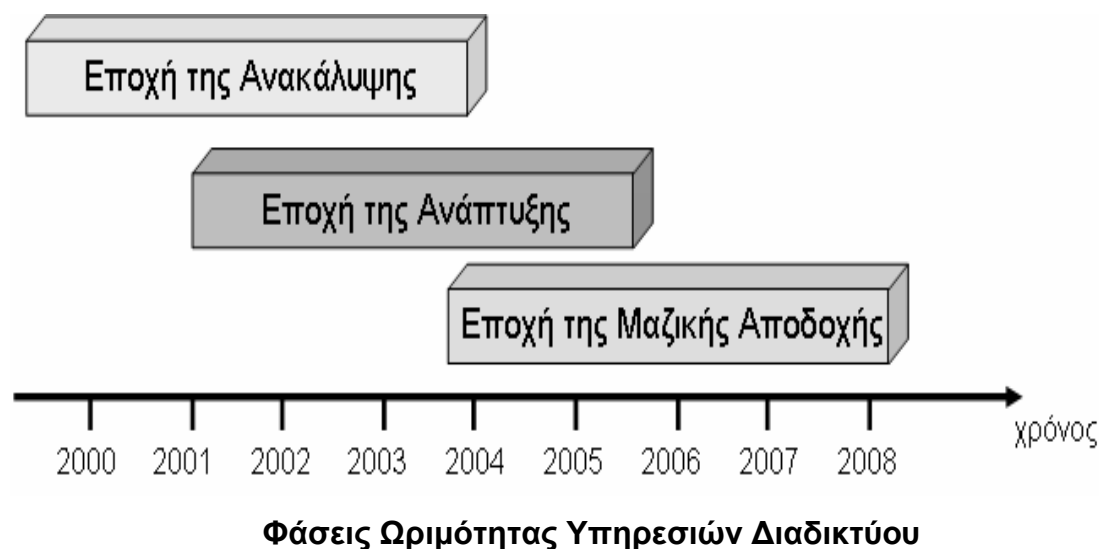 Εποχή της Ανακάλυψης
Εποχή της Ανάπτυξης
Εποχή της Μαζικής Αποδοχής
2000 2001 2002 2003 2004 2005 2006 2007 2008
χρόνος
Φάσεις Ωριμότητας Υπηρεσιών Διαδικτύου